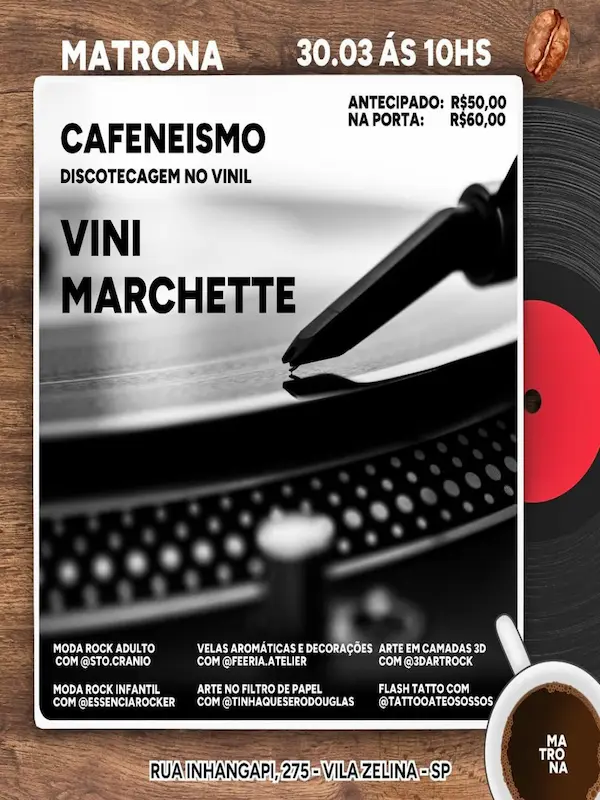 MATRONA
30.03 ÁS 10HS
ANTECIPADO: R$50,00
NA PORTA: R$60,00
CAFENEISMO
DISCOTECAGEM NO VINIL
VINI
MARCHETTE
MODA ROCK ADULTO
COM @STO.CRANIO
VELAS AROMÁTICAS E DECORAÇÕES
COM @FEERIA.ATELIER
ARTE EM CAMADAS 3D
COM @3DARTROCK
MODA ROCK INFANTIL
COM @ESSENCIAROCKER
ARTE NO FILTRO DE PAPEL
COM @TINHAQUESERODOUGLAS
FLASH TATTO COM
@TATTOOATEOSOSSOS
MA
TRO
NA
RUA INHANGAPI, 275 - VILA ZELINA - SP